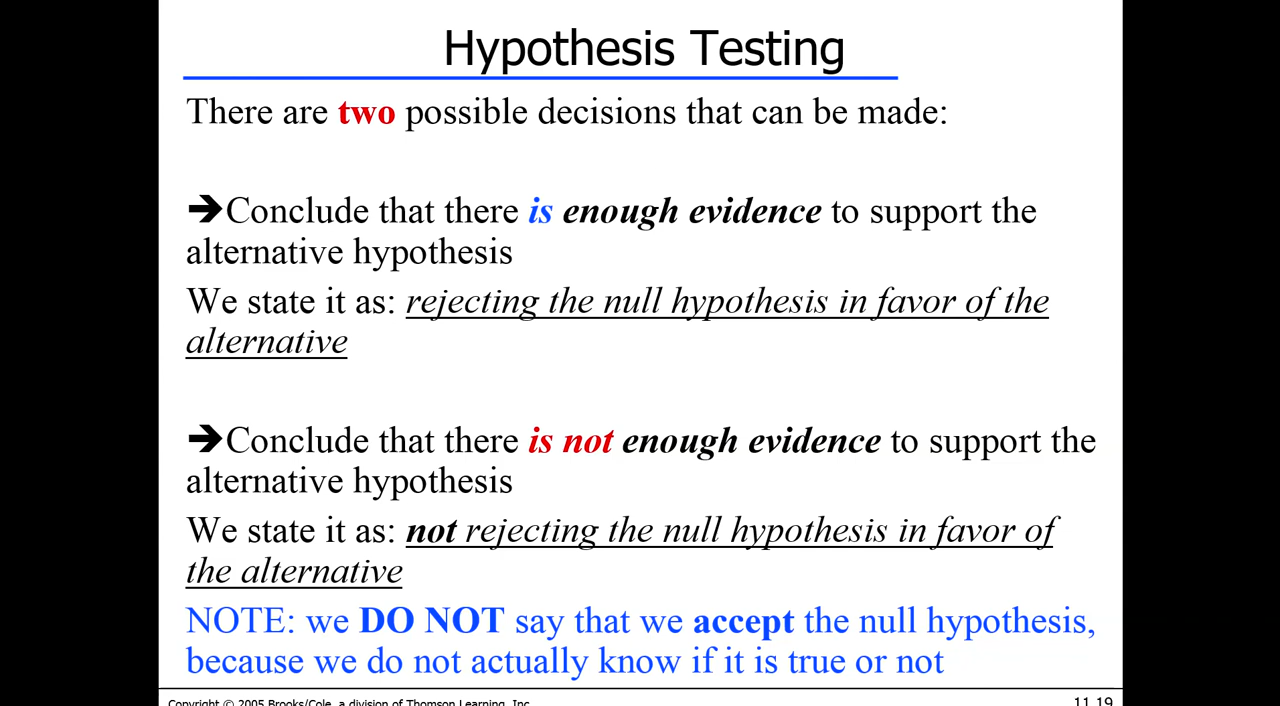 Hypothesis Testing
There are two possible decisions that can be made:
➔Conclude that there is enough evidence to support the
alternative hypothesis
We state it as: rejecting the null hypothesis in favor of the
alternative
➔Conclude that there is not enough evidence to support the
alternative hypothesis
We state it as: not rejecting the null hypothesis in favor of
the alternative
NOTE: we DO NOT say that we accept the null hypothesis,
because we do not actually know if it is true or not
Copyright © 2005 Brooks/Cole, a division of Thomson Learning, Inc. 11.19